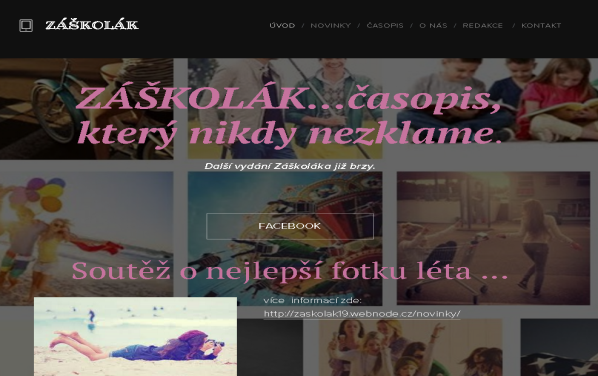 ZÁŠKOLÁK
ÚVOD / NOVINKY / ČASOPIS / O NÁS / REDAKCE / KONTAKT
ZÁŠKOLÁK...časopis,
který nikdy nezklame.
Další vydání Záškoláka již brzy.
FACEBOOK
Soutěž o nejlepší fotku léta ...
více informací zde:
http://zaskolak19.webnode.cz/novinky/